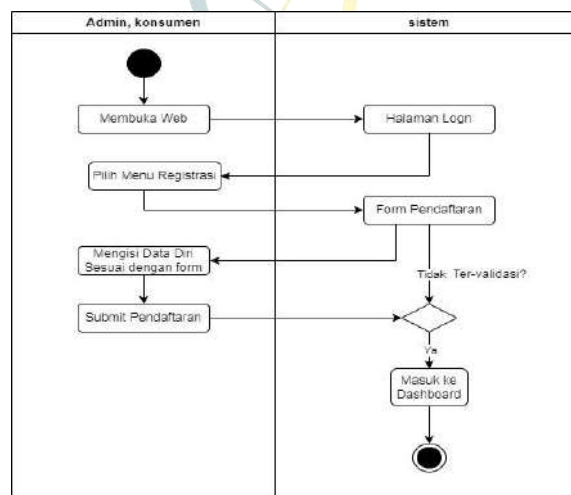 Admin, konsumen
sistem
Membuka Web
Halaman Logn
Pilih Menu Registrasi
Form Pendaftaran
Mengisi Data Diri
Sesuai dengan form
Tidak Ter-validasi?
Submit Pendaftaran
Ya
Masuk ke
Dashboard